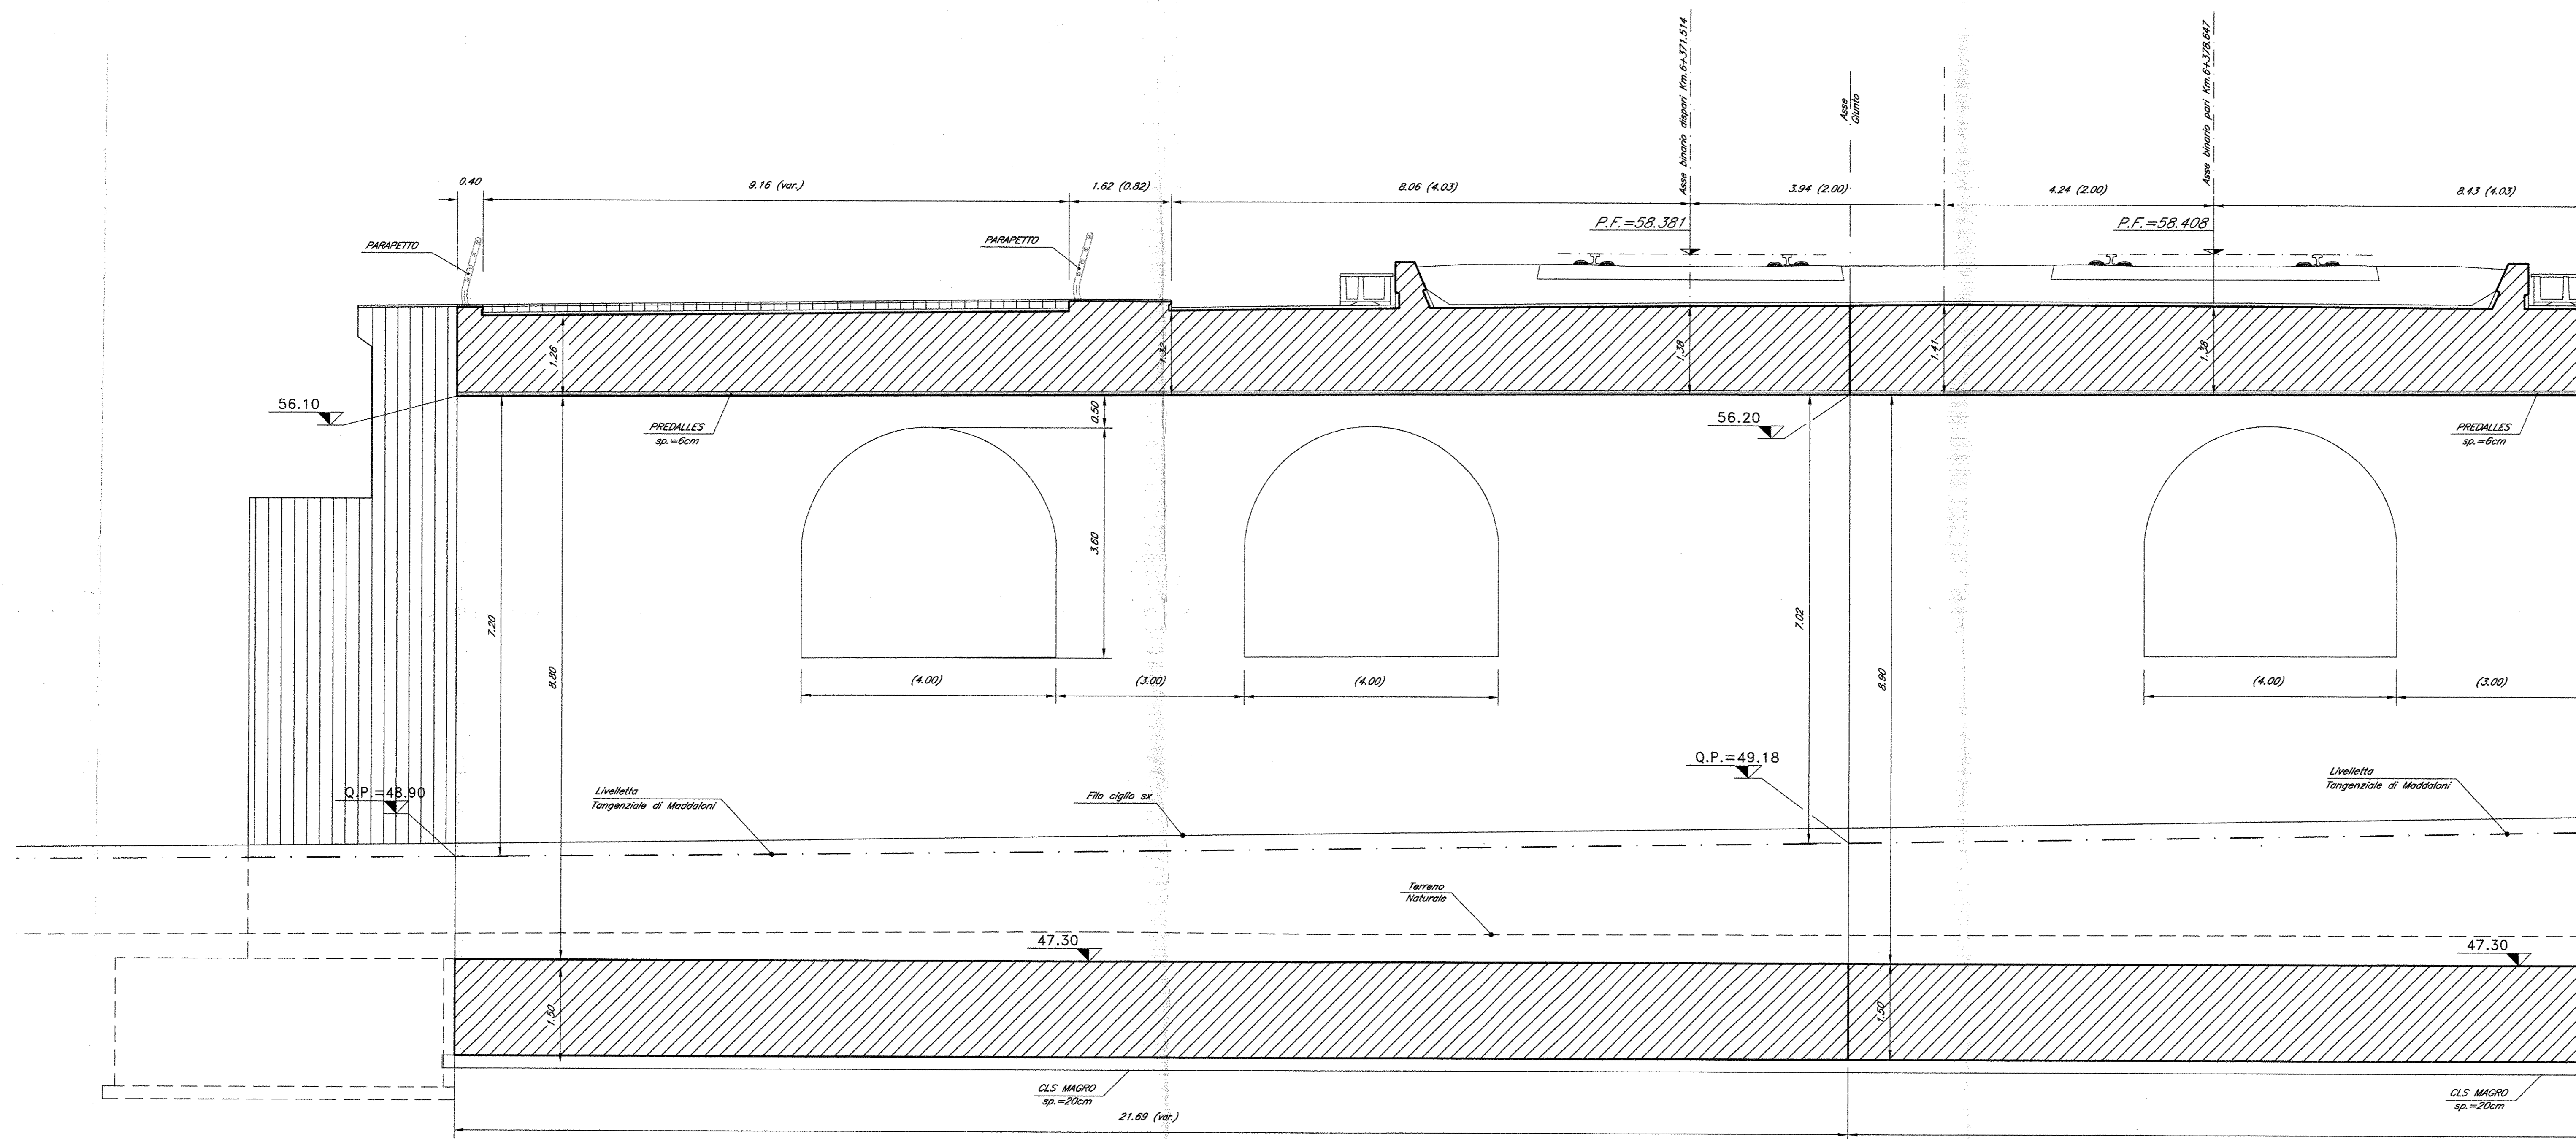 Asse binario dispari Km.6+371.514
Asse
Giunto
Asse binario pari Km.6+378.647
0.40
9.16 (var.)
1.62 (0.82)
8.06 (4.03)
3.94 (2.00)
4.24 (2.00)
8.43 (4.03)
P.F.=58.381
P.F.=58.408
PARAPETTO
PARAPETTO
1.26
1.32
1.38
1.41
1.38
56.10
PREDALLES
sp.=6cm
0.50
56.20
PREDALLES
sp.=6cm
3.60
7.20
8.80
7.02
8.90
(4.00)
(3.00)
(4.00)
(4.00)
(3.00)
Q.P.=48.90
Livelletta
Tangenziale di Maddaloni
Filo ciglio sx
Q.P.=49.18
Livelletta
Tangenziale di Maddaloni
Terreno
Naturale
47.30
47.30
1.50
1.50
CLS MAGRO
sp.=20cm
CLS MAGRO
sp.=20cm
21.69 (var.)